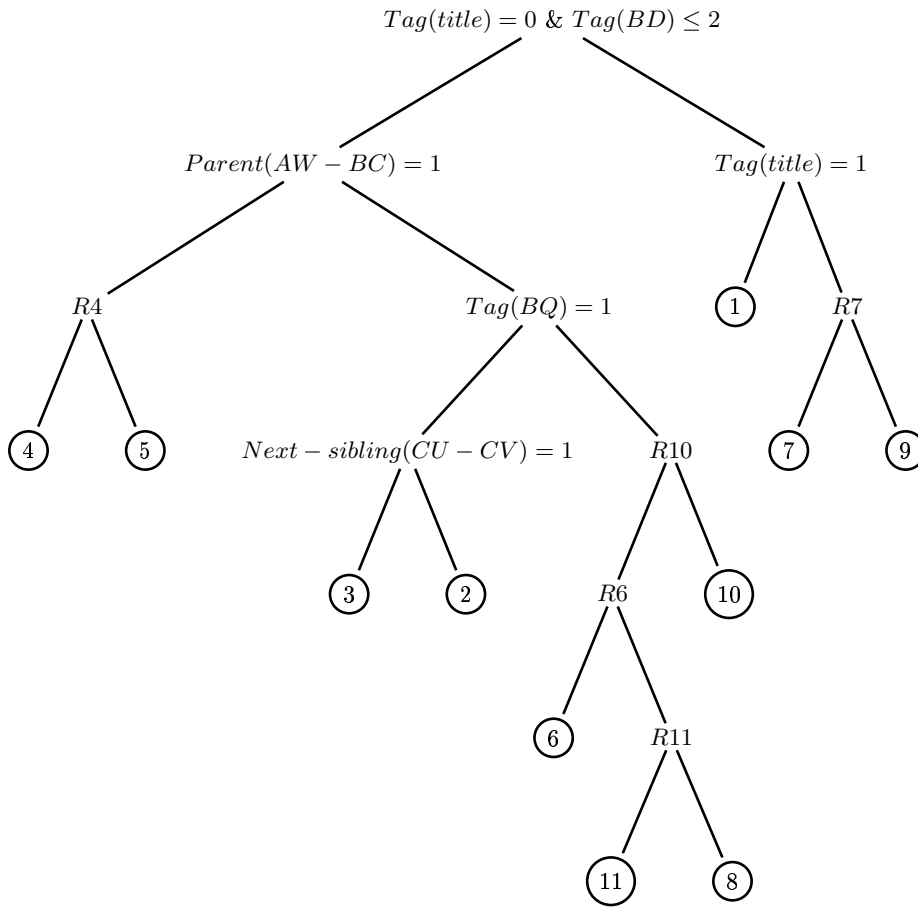 Tag(title) = 0 & Tag(BD) ≤ 2
Parent(AW − BC) = 1
Tag(title) = 1
R4
Tag(BQ) = 1
1
R7
4
5
Next − sibling(CU − CV) = 1
R10
7
9
3
2
R6
10
6
R11
11
8